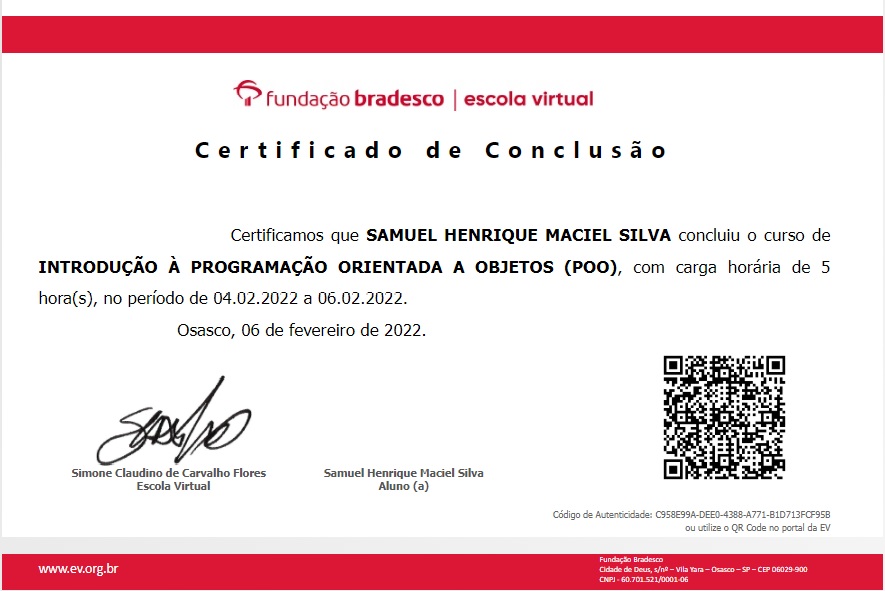 fundação bradesco | escola virtual
Certificado de Conclusão
Certificamos que SAMUEL HENRIQUE MACIEL SILVA concluiu o curso de
INTRODUÇÃO À PROGRAMAÇÃO ORIENTADA A OBJETOS (POO), com carga horária de 5
hora(s), no período de 04.02.2022 a 06.02.2022.
Osasco, 06 de fevereiro de 2022.
Simone Claudino de Carvalho Flores
Escola Virtual
Samuel Henrique Maciel Silva
Aluno (a)
Código de Autenticidade: C958E99A-DEE0-4388-A771-B1D713FCF95B
ou utilize o QR Code no portal da EV
www.ev.org.br
Fundação Bradesco
Cidade de Deus, s/nº – Vila Yara – Osasco – SP – CEP 06029-900
CNPJ - 60.701.521/0001-06